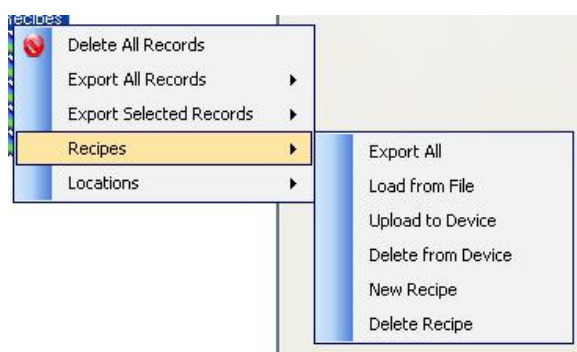 recipes
Delete All Records
Export All Records
Export Selected Records
Recipes
Locations
Export All
Load from File
Upload to Device
Delete from Device
New Recipe
Delete Recipe